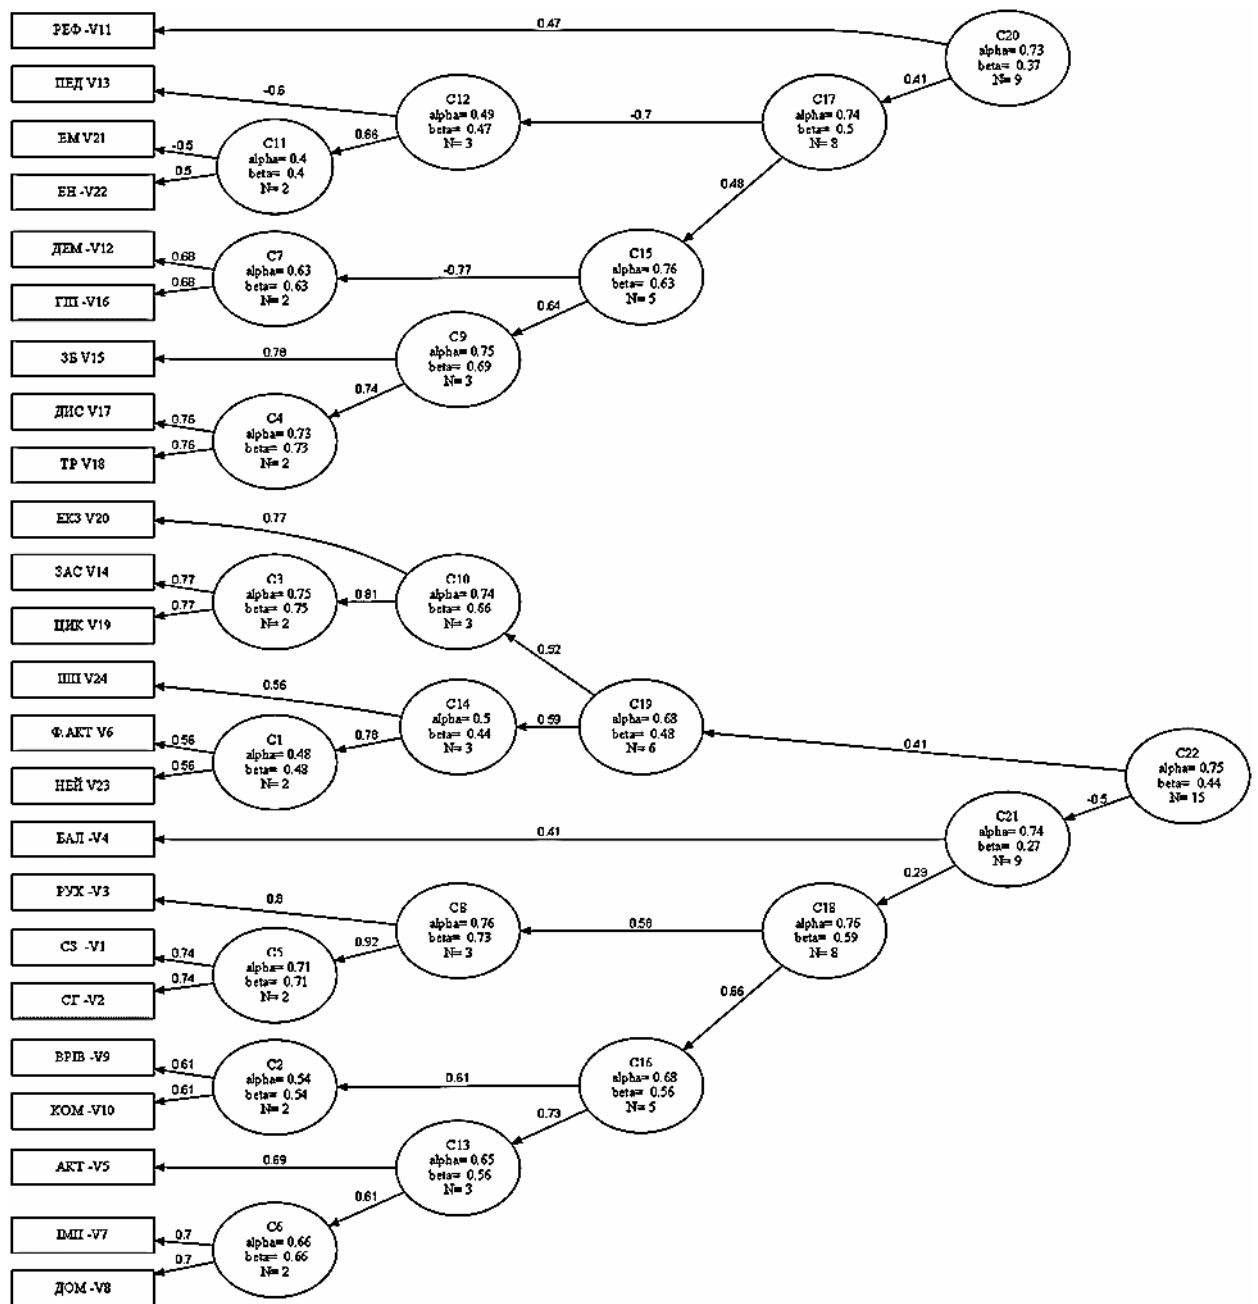 РЕФ -V11
0.47
C20
alpha= 0.73
beta= 0.37
N= 9
ПЕД V13
-0.6
C12
alpha= 0.49
beta= 0.47
N= 3
-0.7
C17
alpha= 0.74
beta= 0.5
N= 8
0.41
ЕМ V21
-0.5
C11
alpha= 0.4
beta= 0.4
N= 2
0.66
ЕН -V22
0.5
0.48
ДЕМ -V12
0.68
C7
alpha= 0.63
beta= 0.63
N= 2
-0.77
C15
alpha= 0.76
beta= 0.63
N= 5
ГІП -V16
0.68
0.64
ЗБ V15
0.78
C9
alpha= 0.75
beta= 0.69
N= 3
ДИС V17
0.76
C4
alpha= 0.73
beta= 0.73
N= 2
0.74
ТР V18
0.76
ЕКЗ V20
0.77
ЗАС V14
0.77
C3
alpha= 0.75
beta= 0.75
N= 2
0.81
C10
alpha= 0.74
beta= 0.66
N= 3
ЦИК V19
0.77
0.52
V24
0.56
C14
alpha= 0.5
beta= 0.44
N= 3
0.59
C19
alpha= 0.68
beta= 0.48
N= 6
Ф.АКТ V6
0.56
C1
alpha= 0.48
beta= 0.48
N= 2
0.78
0.41
C22
alpha= 0.75
beta= 0.44
N= 15
НЕЙ V23
0.56
-0.5
БАЛ -V4
0.41
C21
alpha= 0.74
beta= 0.27
N= 9
РУХ -V3
0.8
C8
alpha= 0.76
beta= 0.73
N= 3
0.58
C18
alpha= 0.76
beta= 0.59
N= 8
0.29
СЗ -V1
0.74
C5
alpha= 0.71
beta= 0.71
N= 2
0.92
СГ -V2
0.74
0.66
ВРІВ -V9
0.61
C2
alpha= 0.54
beta= 0.54
N= 2
0.61
C16
alpha= 0.68
beta= 0.56
N= 5
КОМ -V10
0.61
0.73
АКТ -V5
0.69
C13
alpha= 0.65
beta= 0.56
N= 3
ІМП -V7
0.7
C6
alpha= 0.66
beta= 0.66
N= 2
0.61
ДОМ -V8
0.7